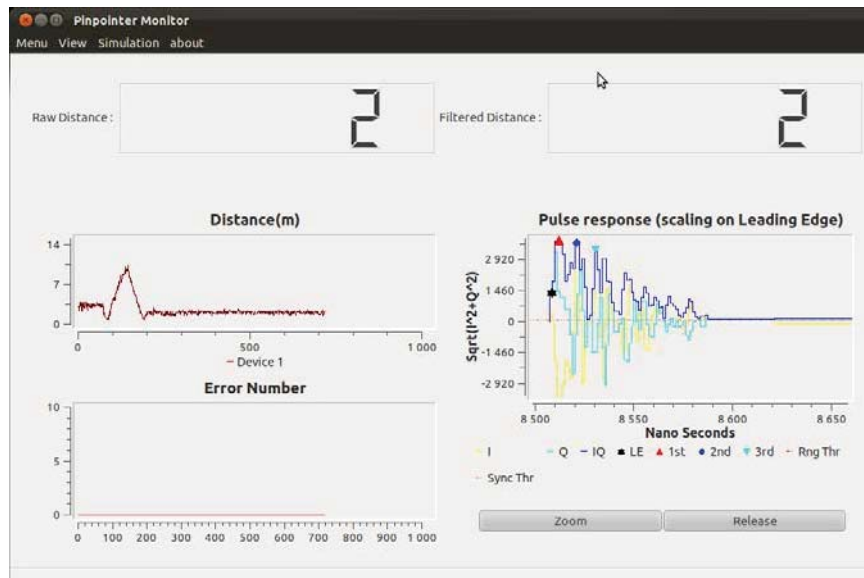 Pinpointer Monitor
Menu View Simulation about
Raw Distance : 2
Filtered Distance : 2
Distance(m)
14
7
0
0 500 1 000
Device 1
Error Number
10
5
0
0 100 200 300 400 500 600 700 800 900 1 000
Pulse response (scaling on Leading Edge)
Sqrt(I^2+Q^2)
2 920
1 460
0
-1 460
-2 920
8 500 8 550 8 600 8 650
Nano Seconds
I Q IQ LE 1st 2nd 3rd Rng Thr
Sync Thr
Zoom Release